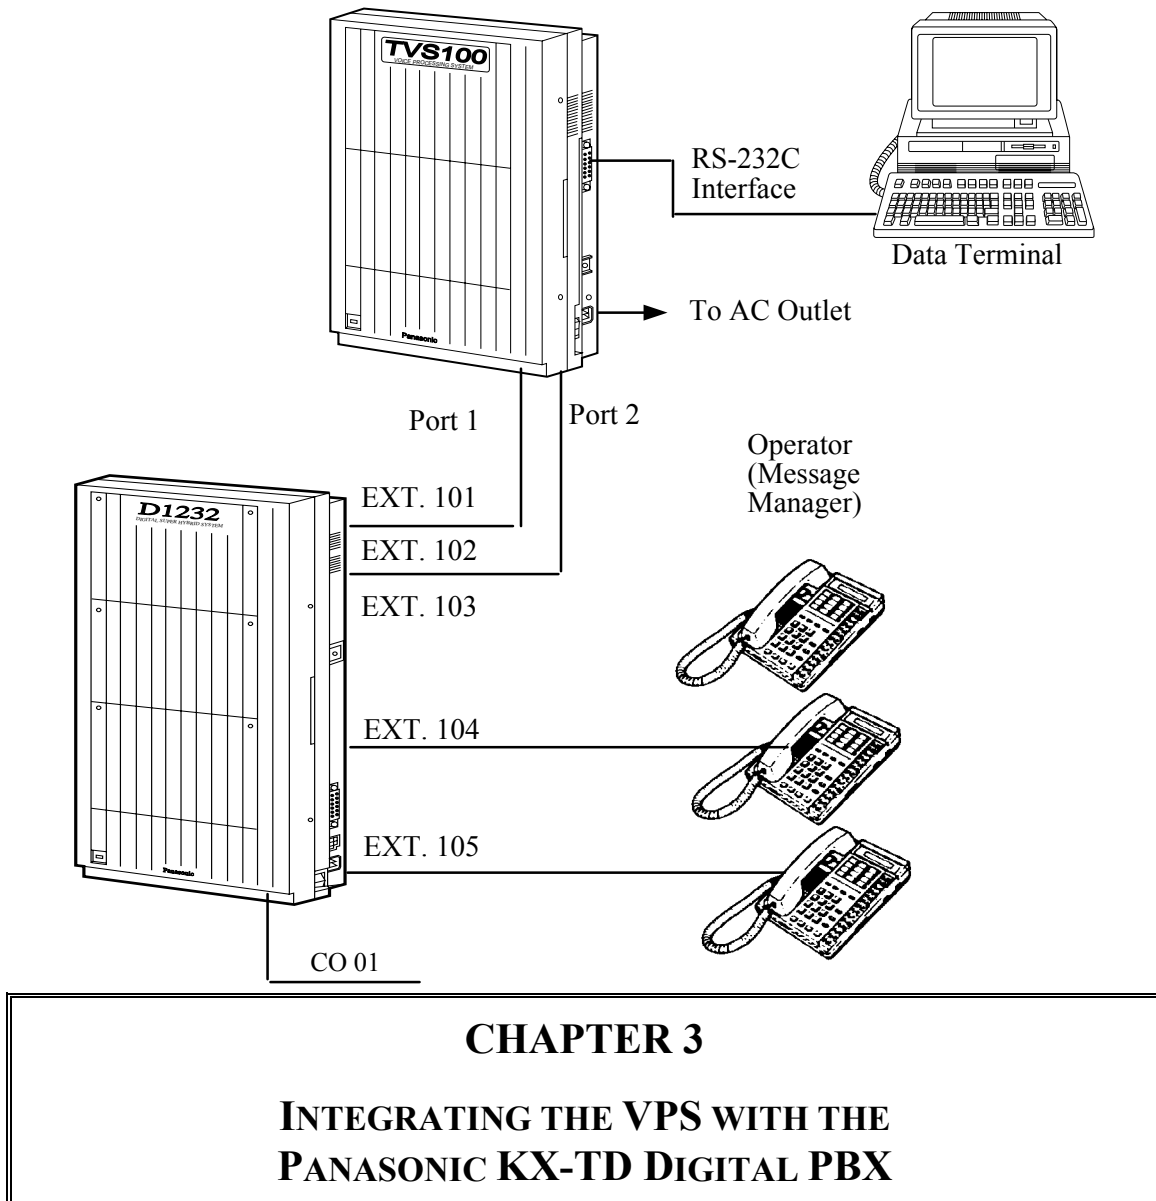 TVS100
VOICE PROCESSING SYSTEM
RS-232C
Interface
Data Terminal
To AC Outlet
Panasonic
Port 1
Port 2
Operator
(Message
Manager)
D1232
DIGITAL SUPER HYBRID SYSTEM
EXT. 101
EXT. 102
EXT. 103
EXT. 104
EXT. 105
Panasonic
CO 01
CHAPTER 3
INTEGRATING THE VPS WITH THE
PANASONIC KX-TD DIGITAL PBX